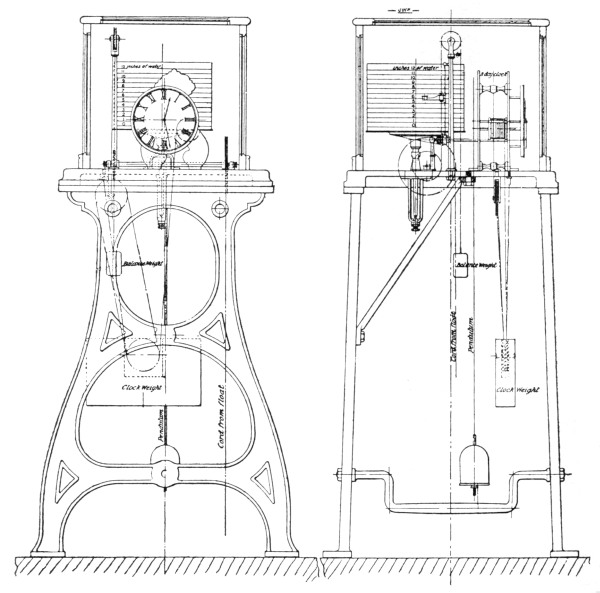 inches of water
Balance Weight
Clock Weight
Pendulum
Cord from float
inches of water
8 day clock
Balance Weight
Cord from float
Pendulum
Clock Weight